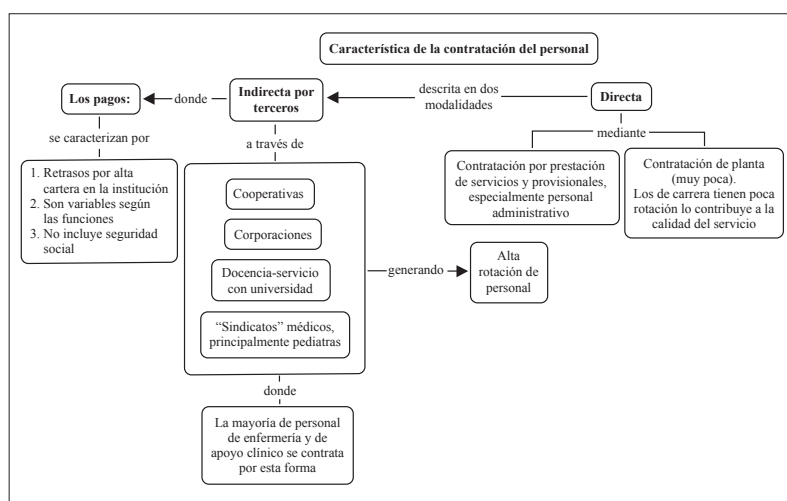 Característica de la contratación del personal
Los pagos:
donde
Indirecta por
terceros
descrita en dos
modalidades
Directa
se caracterizan por
a través de
mediante
1. Retrasos por alta
cartera en la institución
2. Son variables según
las funciones
3. No incluye seguridad
social
Cooperativas
Corporaciones
Docencia-servicio
con universidad
"Sindicatos" médicos,
principalmente pediatras
Contratación por prestación
de servicios y provisionales,
especialmente personal
administrativo
Contratación de planta
(muy poca).
Los de carrera tienen poca
rotación lo contribuye a la
calidad del servicio
generando
Alta
rotación de
personal
donde
La mayoría de personal
de enfermería y de
apoyo clínico se contrata
por esta forma